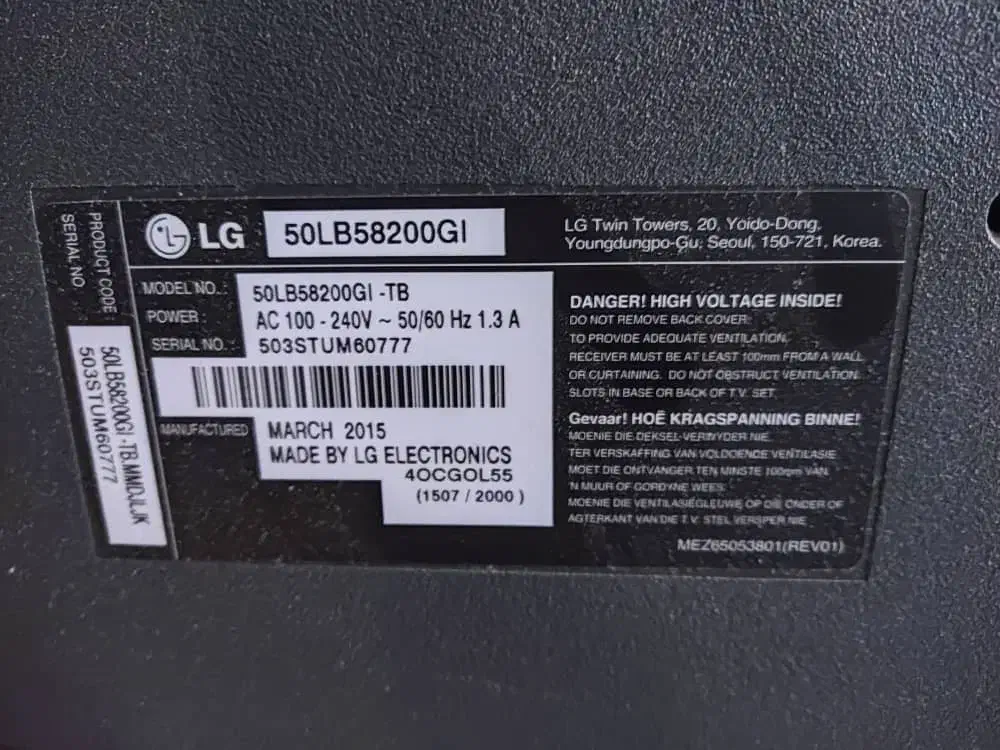 PRODUCT CODE
SERIAL NO
50LB58200GI -TB.MMDJLJK
503STUM60777
LG
50LB58200GI
LG Twin Towers, 20, Yoido-Dong,
Youngdungpo-Gu, Seoul, 150-721, Korea.
MODEL NO. :
50LB58200GI -TB
POWER :
AC 100 - 240V ~ 50/60 Hz 1.3 A
SERIAL NO. :
503STUM60777
MANUFACTURED
MARCH 2015
MADE BY LG ELECTRONICS
4OCGOL55
(1507 / 2000 )
DANGER! HIGH VOLTAGE INSIDE!
DO NOT REMOVE BACK COVER.
TO PROVIDE ADEQUATE VENTILATION,
RECEIVER MUST BE AT LEAST 100mm FROM A WALL
OR CURTAINING. DO NOT OBSTRUCT VENTILATION
SLOTS IN BASE OR BACK OF T.V. SET.
Gevaar! HOË KRAGSPANNING BINNE!
MOENIE DIE DEKSEL VERWYDER NIE.
TER VERSKAFFING VAN VOLDOENDE VENTILASIE
MOET DIE ONTVANGER TEN MINSTE 100mm VAN
'N MUUR OF GORDYNE WEES.
MOENIE DIE VENTILASIEGLEUWE OP DIE ONDER OF
AGTERKANT VAN DIE T.V. STEL VERSPER NIE.
MEZ65053801(REV01)